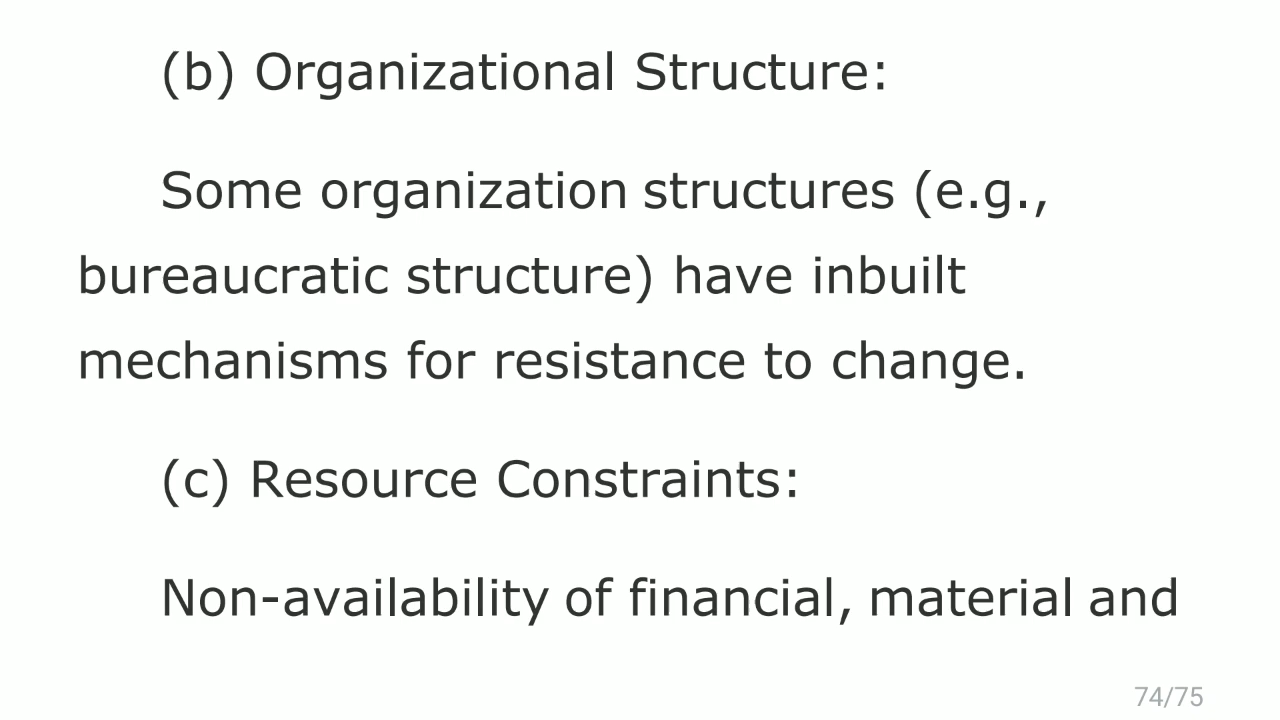 (b) Organizational Structure:
Some organization structures (e.g.,
bureaucratic structure) have inbuilt
mechanisms for resistance to change.
(c) Resource Constraints:
Non-availability of financial, material and
74/75